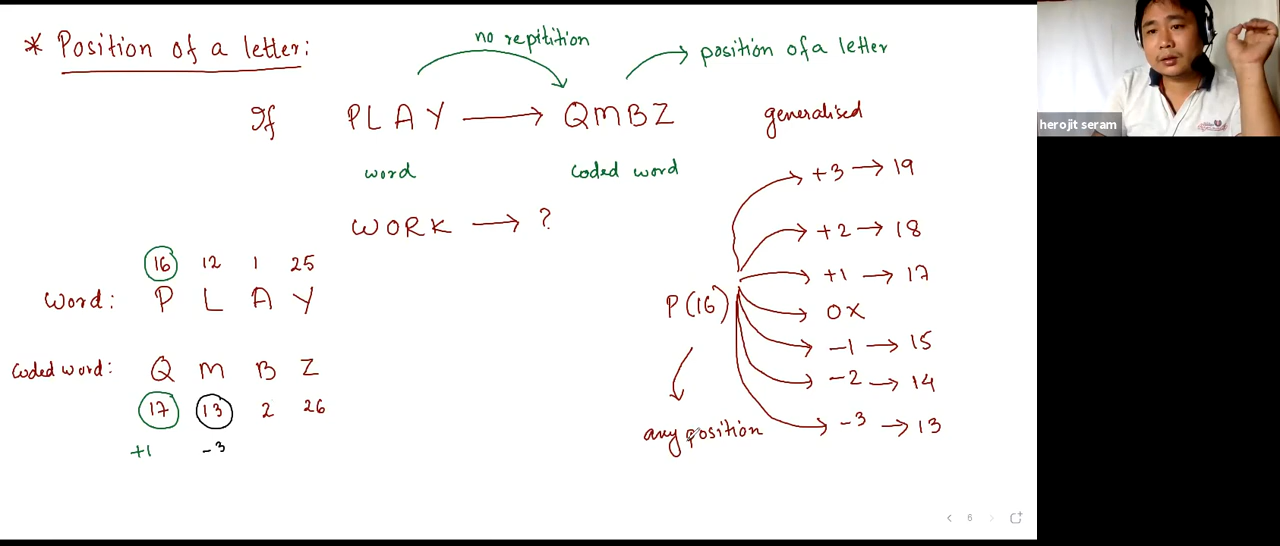 * Position of a letter:
no repitition
position of a letter
If PLAY → QMBZ generalised
word coded word
WORK → ?
16 12 1 25
Word: P L A Y
Coded word: Q M B Z
17 13 2 26
+1 -3
P(16)
+3 → 19
+2 → 18
+1 → 17
0X
-1 → 15
-2 → 14
-3 → 13
any position
herojit seram
6